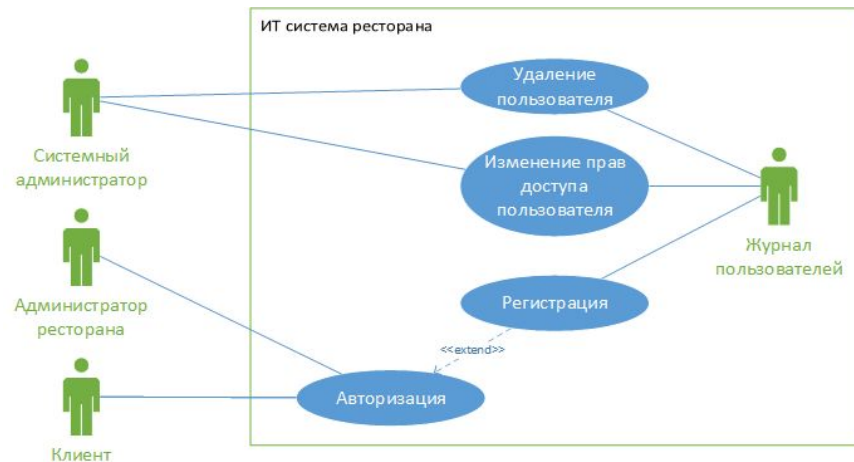 ИТ система ресторана
Удаление
пользователя
Системный
администратор
Изменение прав
доступа
пользователя
Журнал
пользователей
Администратор
ресторана
Регистрация
<<extend>>
Авторизация
Клиент